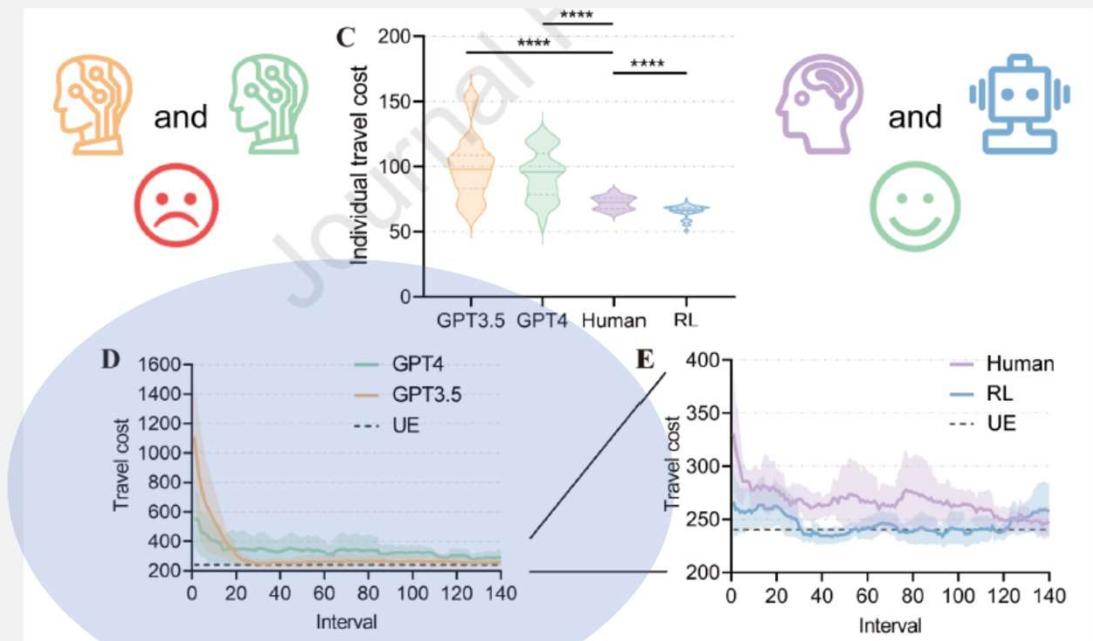 C
****
****
****
200
150
100
50
0
Individual travel cost
GPT3.5 GPT4 Human RL
and
and
Journal
D
1600
1400
1200
1000
800
600
400
200
Travel cost
GPT4
GPT3.5
UE
0 20 40 60 80 100 120 140
Interval
E
400
350
300
250
200
Travel cost
Human
RL
UE
0 20 40 60 80 100 120 140
Interval